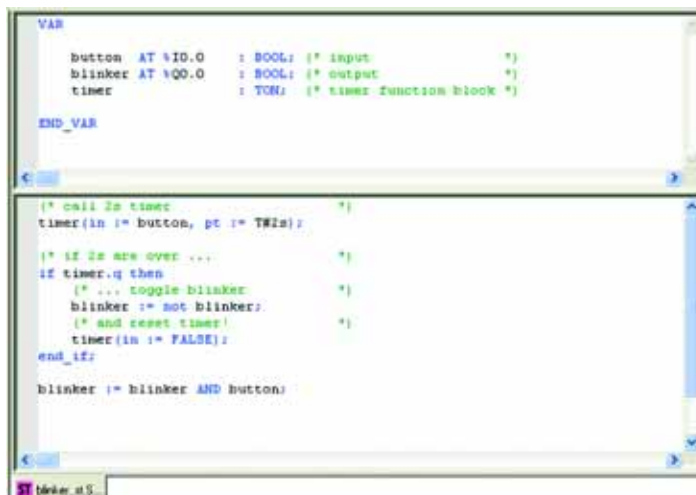 VAR
button AT %I0.0 : BOOL; (* input *)
blinker AT %Q0.0 : BOOL; (* output *)
timer : TON; (* timer function block *)
END_VAR
(* call 2s timer *)
timer(in := button, pt := T#2s);
(* if 2s are over ... *)
if timer.q then
(* ... toggle blinker *)
blinker := not blinker;
(* and reset timer! *)
timer(in := FALSE);
end_if;
blinker := blinker AND button;
ST blinker_st S...